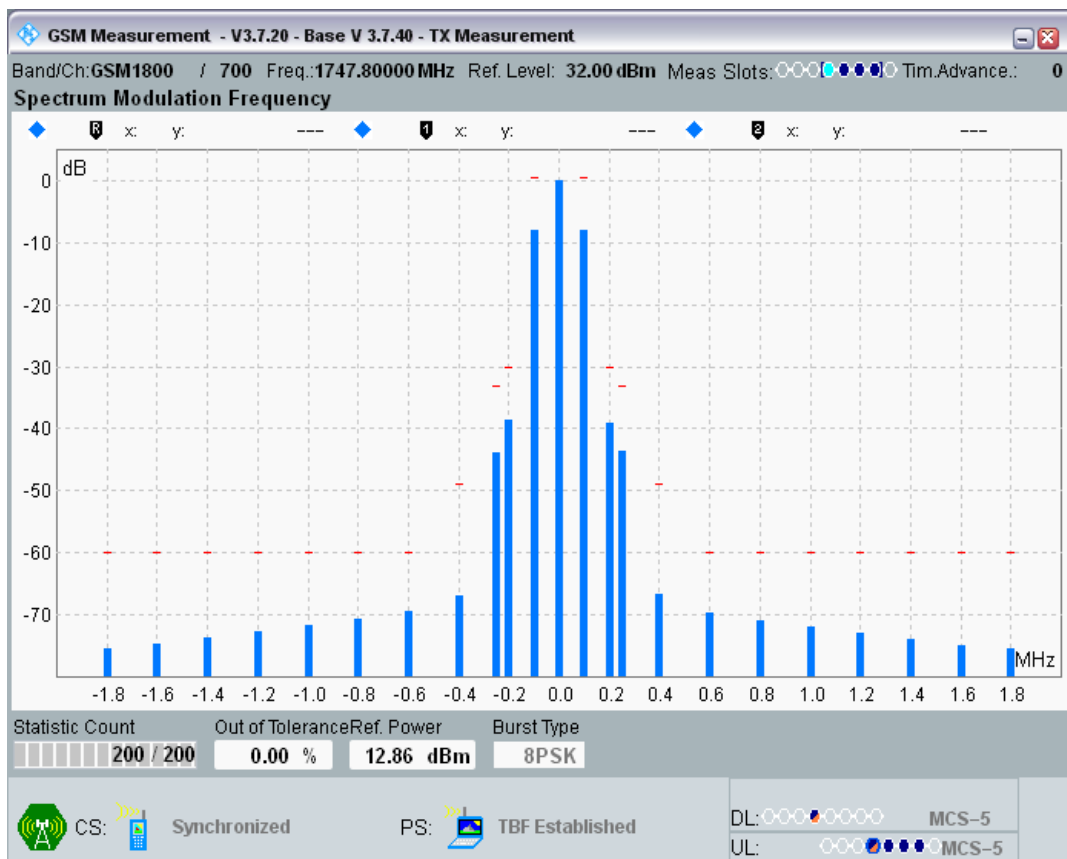 GSM Measurement - V3.7.20 - Base V 3.7.40 - TX Measurement
Band/Ch:GSM1800 / 700 Freq.:1747.80000 MHz Ref. Level: 32.00 dBm Meas Slots: Tim.Advance.: 0
Spectrum Modulation Frequency
R x: y: --- 1 x: y: --- 2 x: y: ---
dB
0
-10
-20
-30
-40
-50
-60
-70
MHz
-1.8 -1.6 -1.4 -1.2 -1.0 -0.8 -0.6 -0.4 -0.2 0.0 0.2 0.4 0.6 0.8 1.0 1.2 1.4 1.6 1.8
Statistic Count Out of Tolerance Ref. Power Burst Type
200 / 200 0.00 % 12.86 dBm 8PSK
CS: Synchronized PS: TBF Established
DL: MCS-5
UL: MCS-5